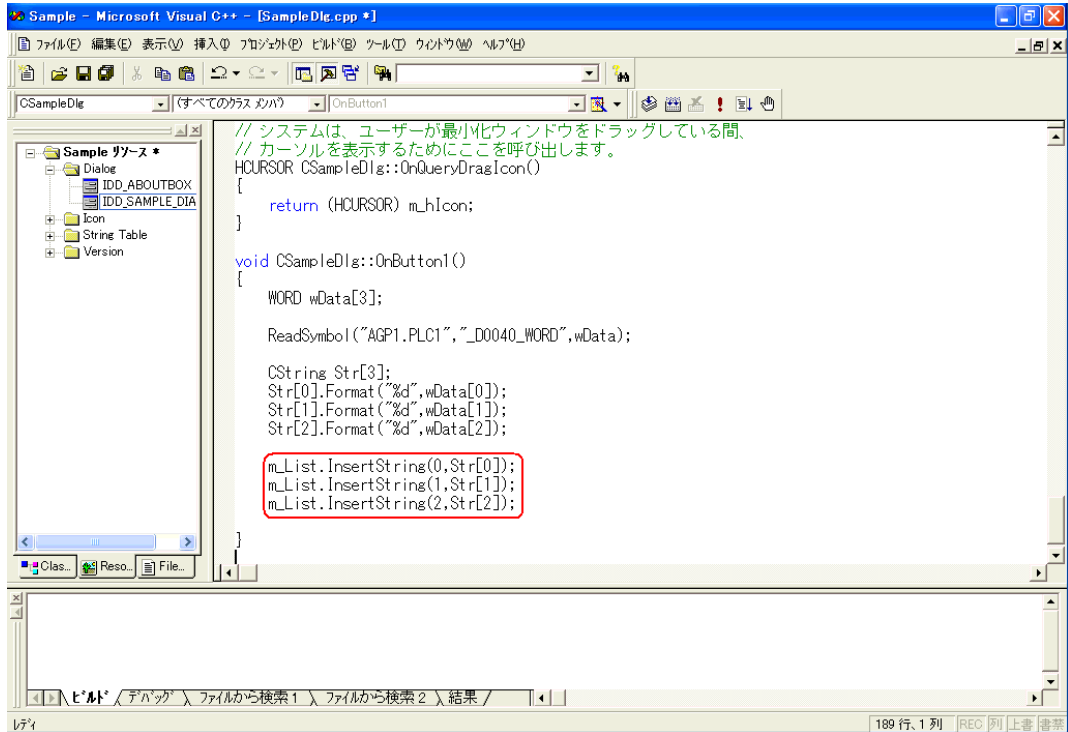 Sample - Microsoft Visual C++ - [SampleDlg.cpp *]
ファイル(F) 編集(E) 表示(V) 挿入(I) プロジェクト(P) ビルド(B) ツール(T) ウィンドウ(W) ヘルプ(H)
CSampleDlg (すべてのクラス メンバ) OnButton1
Sample リソース *
Dialog
IDD_ABOUTBOX
IDD_SAMPLE_DIA
Icon
String Table
Version
Clas... Reso... File...
// システムは、ユーザーが最小化ウィンドウをドラッグしている間、
// カーソルを表示するためにここを呼び出します。
HCURSOR CSampleDlg::OnQueryDragIcon()
{
return (HCURSOR) m_hIcon;
}
void CSampleDlg::OnButton1()
{
WORD wData[3];
ReadSymbol("AGP1.PLC1","_D0040_WORD",wData);
CString Str[3];
Str[0].Format("%d",wData[0]);
Str[1].Format("%d",wData[1]);
Str[2].Format("%d",wData[2]);
m_List.InsertString(0,Str[0]);
m_List.InsertString(1,Str[1]);
m_List.InsertString(2,Str[2]);
}
ビルド デバッグ ファイルから検索1 ファイルから検索2 結果
レディ 189 行、1 列 REC 列 上書 書禁